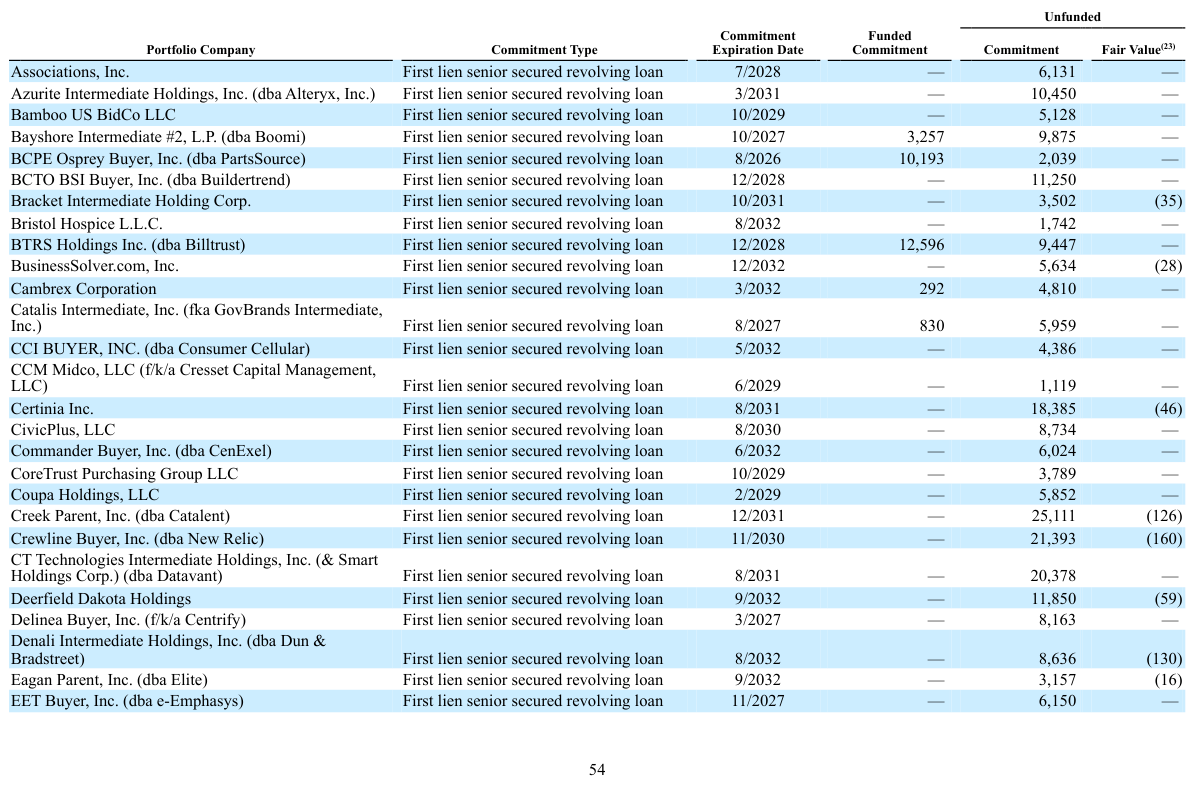 Unfunded
Portfolio Company Commitment Type Commitment Expiration Date Funded Commitment Commitment Fair Value(23)
Associations, Inc. First lien senior secured revolving loan 7/2028 — 6,131 —
Azurite Intermediate Holdings, Inc. (dba Alteryx, Inc.) First lien senior secured revolving loan 3/2031 — 10,450 —
Bamboo US BidCo LLC First lien senior secured revolving loan 10/2029 — 5,128 —
Bayshore Intermediate #2, L.P. (dba Boomi) First lien senior secured revolving loan 10/2027 3,257 9,875 —
BCPE Osprey Buyer, Inc. (dba PartsSource) First lien senior secured revolving loan 8/2026 10,193 2,039 —
BCTO BSI Buyer, Inc. (dba Buildertrend) First lien senior secured revolving loan 12/2028 — 11,250 —
Bracket Intermediate Holding Corp. First lien senior secured revolving loan 10/2031 — 3,502 (35)
Bristol Hospice L.L.C. First lien senior secured revolving loan 8/2032 — 1,742 —
BTRS Holdings Inc. (dba Billtrust) First lien senior secured revolving loan 12/2028 12,596 9,447 —
BusinessSolver.com, Inc. First lien senior secured revolving loan 12/2032 — 5,634 (28)
Cambrex Corporation First lien senior secured revolving loan 3/2032 292 4,810 —
Catalis Intermediate, Inc. (fka GovBrands Intermediate,
Inc.) First lien senior secured revolving loan 8/2027 830 5,959 —
CCI BUYER, INC. (dba Consumer Cellular) First lien senior secured revolving loan 5/2032 — 4,386 —
CCM Midco, LLC (f/k/a Cresset Capital Management,
LLC) First lien senior secured revolving loan 6/2029 — 1,119 —
Certinia Inc. First lien senior secured revolving loan 8/2031 — 18,385 (46)
CivicPlus, LLC First lien senior secured revolving loan 8/2030 — 8,734 —
Commander Buyer, Inc. (dba CenExel) First lien senior secured revolving loan 6/2032 — 6,024 —
CoreTrust Purchasing Group LLC First lien senior secured revolving loan 10/2029 — 3,789 —
Coupa Holdings, LLC First lien senior secured revolving loan 2/2029 — 5,852 —
Creek Parent, Inc. (dba Catalent) First lien senior secured revolving loan 12/2031 — 25,111 (126)
Crewline Buyer, Inc. (dba New Relic) First lien senior secured revolving loan 11/2030 — 21,393 (160)
CT Technologies Intermediate Holdings, Inc. (& Smart
Holdings Corp.) (dba Datavant) First lien senior secured revolving loan 8/2031 — 20,378 —
Deerfield Dakota Holdings First lien senior secured revolving loan 9/2032 — 11,850 (59)
Delinea Buyer, Inc. (f/k/a Centrify) First lien senior secured revolving loan 3/2027 — 8,163 —
Denali Intermediate Holdings, Inc. (dba Dun &
Bradstreet) First lien senior secured revolving loan 8/2032 — 8,636 (130)
Eagan Parent, Inc. (dba Elite) First lien senior secured revolving loan 9/2032 — 3,157 (16)
EET Buyer, Inc. (dba e-Emphasys) First lien senior secured revolving loan 11/2027 — 6,150 —
54